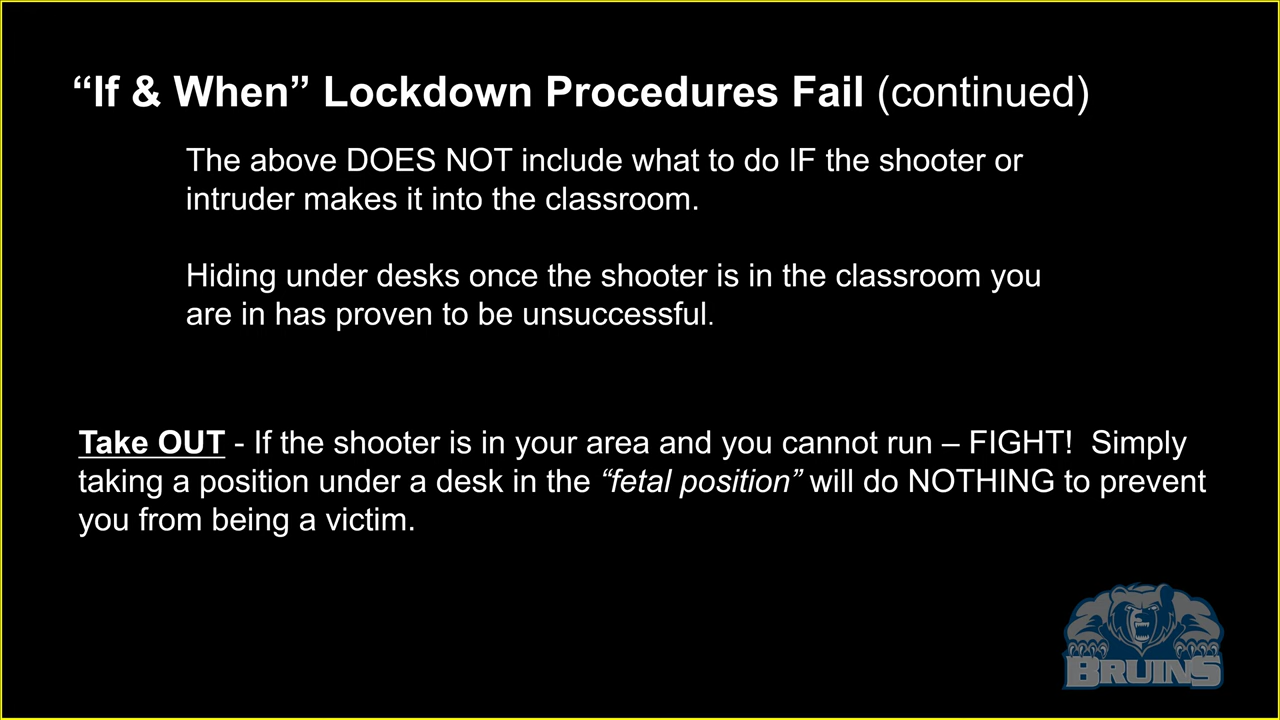 “If & When” Lockdown Procedures Fail (continued)
The above DOES NOT include what to do IF the shooter or
intruder makes it into the classroom.
Hiding under desks once the shooter is in the classroom you
are in has proven to be unsuccessful.
Take OUT - If the shooter is in your area and you cannot run – FIGHT!  Simply
taking a position under a desk in the “fetal position” will do NOTHING to prevent
you from being a victim.
BRUINS